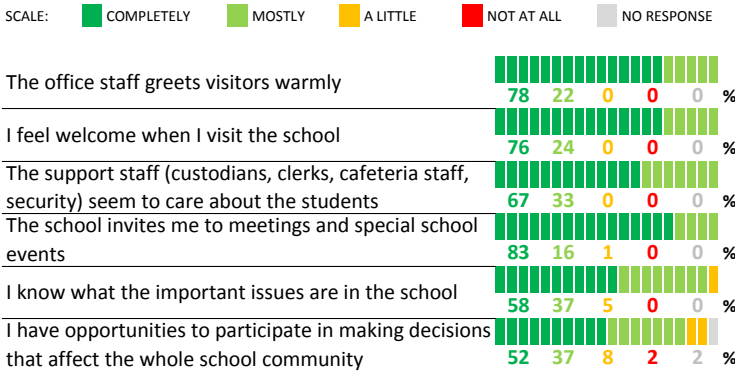 SCALE: COMPLETELY MOSTLY A LITTLE NOT AT ALL NO RESPONSE
The office staff greets visitors warmly
78 22 0 0 0 %
I feel welcome when I visit the school
76 24 0 0 0 %
The support staff (custodians, clerks, cafeteria staff,
security) seem to care about the students
67 33 0 0 0 %
The school invites me to meetings and special school
events
83 16 1 0 0 %
I know what the important issues are in the school
58 37 5 0 0 %
I have opportunities to participate in making decisions
that affect the whole school community
52 37 8 2 2 %